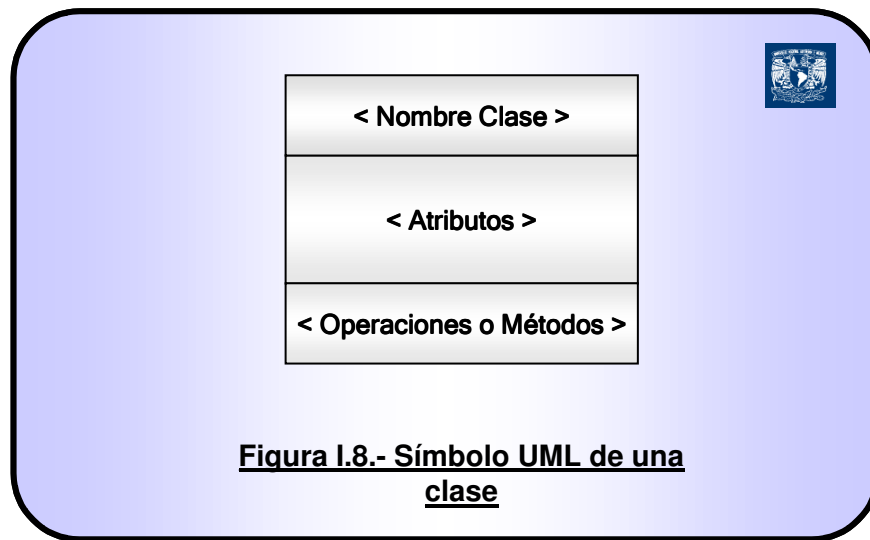 < Nombre Clase >
< Atributos >
< Operaciones o Métodos >
Figura I.8.- Símbolo UML de una
clase